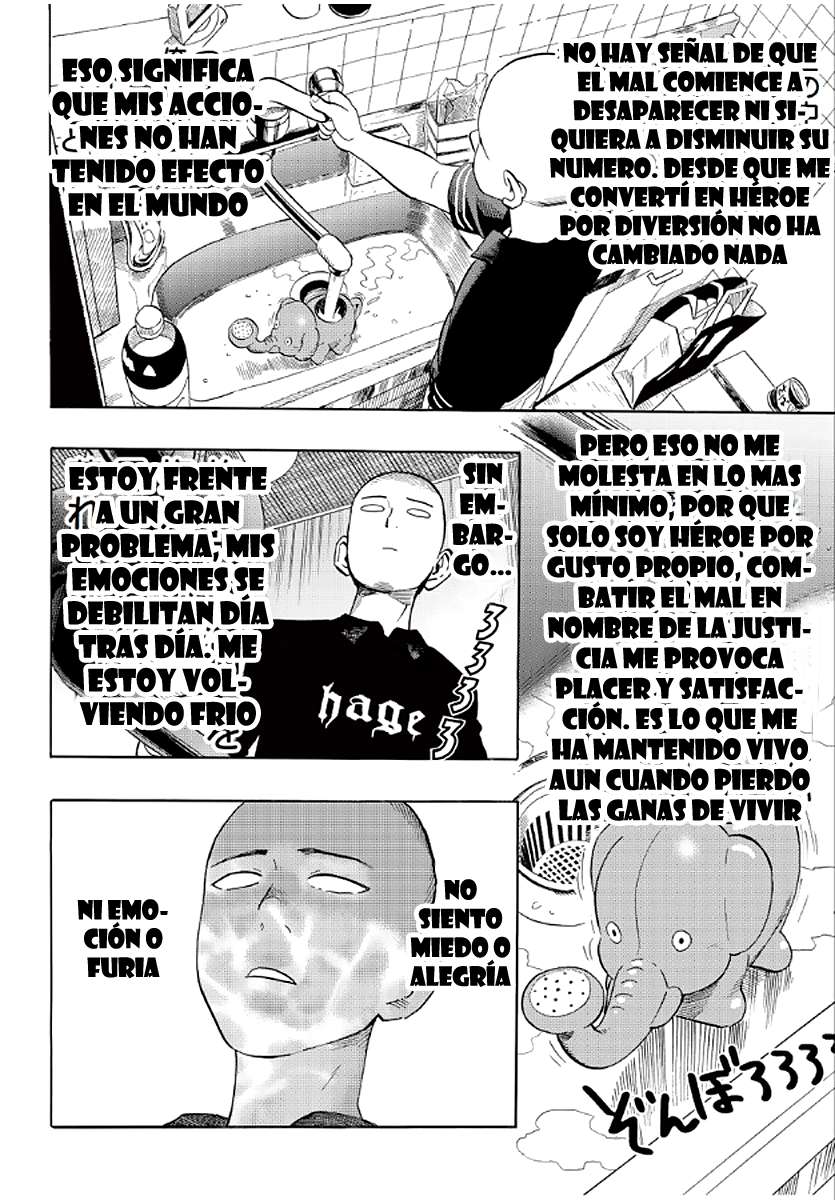 NO HAY SEÑAL DE QUE
EL MAL COMIENCE A
DESAPARECER NI SI-
QUIERA A DISMINUIR SU
NUMERO. DESDE QUE ME
CONVERTÍ EN HÉROE
POR DIVERSIÓN NO HA
CAMBIADO NADA
ESO SIGNIFICA
QUE MIS ACCIO-
NES NO HAN
TENIDO EFECTO
EN EL MUNDO
PERO ESO NO ME
MOLESTA EN LO MAS
MÍNIMO, POR QUE
SOLO SOY HÉROE POR
GUSTO PROPIO, COM-
BATIR EL MAL EN
NOMBRE DE LA JUSTI-
CIA ME PROVOCA
PLACER Y SATISFAC-
CIÓN. ES LO QUE ME
HA MANTENIDO VIVO
AUN CUANDO PIERDO
LAS GANAS DE VIVIR
ぞんぼろろろろ
SIN
EM-
BAR-
GO...
ろろろろろ
hage
ESTOY FRENTE
A UN GRAN
PROBLEMA, MIS
EMOCIONES SE
DEBILITAN DÍA
TRAS DÍA. ME
ESTOY VOL-
VIENDO FRIO
NO
SIENTO
MIEDO O
ALEGRÍA
NI EMO-
CIÓN O
FURIA